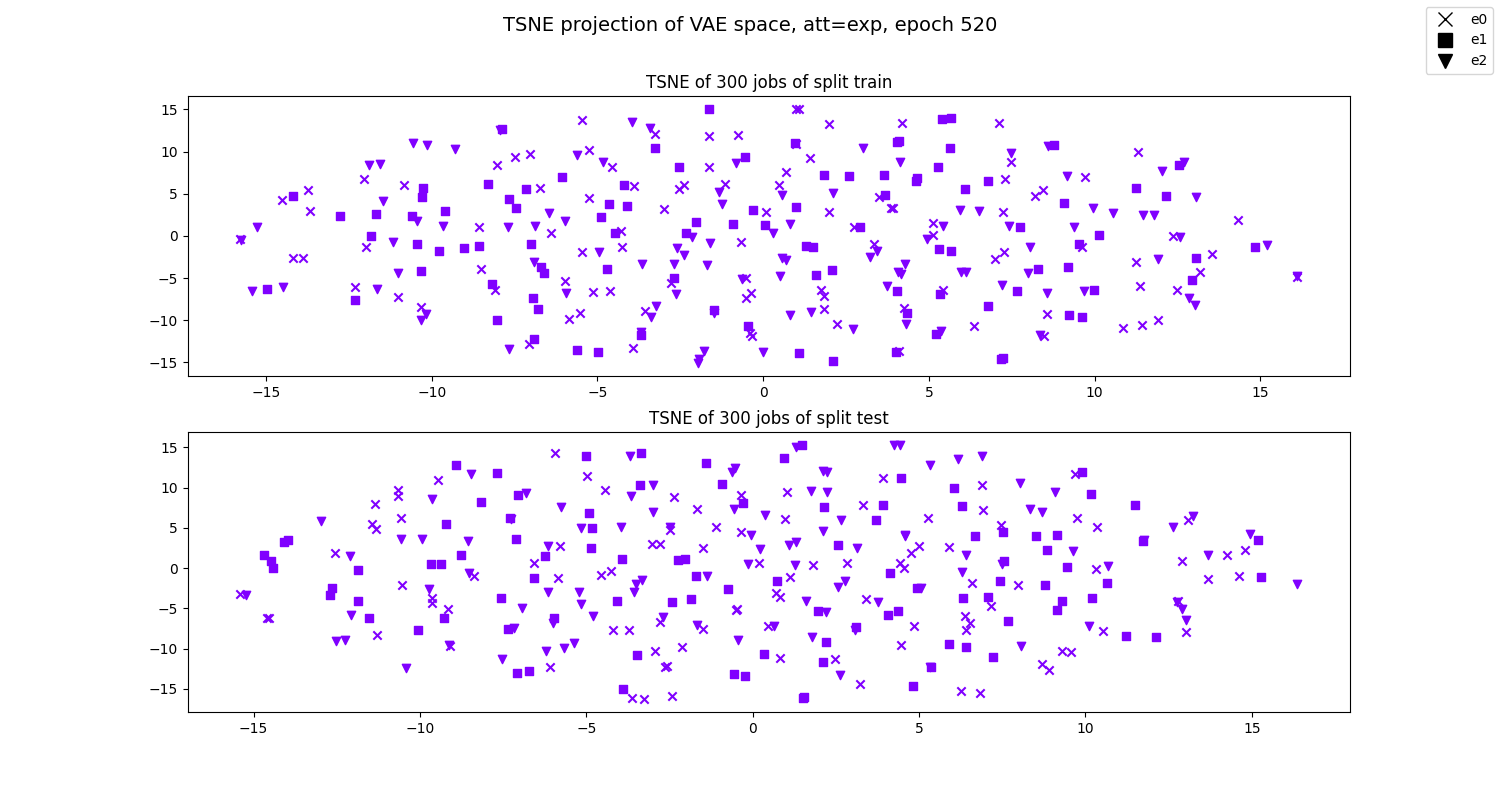 TSNE projection of VAE space, att=exp, epoch 520
e0
e1
e2
TSNE of 300 jobs of split train
15
10
5
0
−5
−10
−15
−15 −10 −5 0 5 10 15
TSNE of 300 jobs of split test
15
10
5
0
−5
−10
−15
−15 −10 −5 0 5 10 15